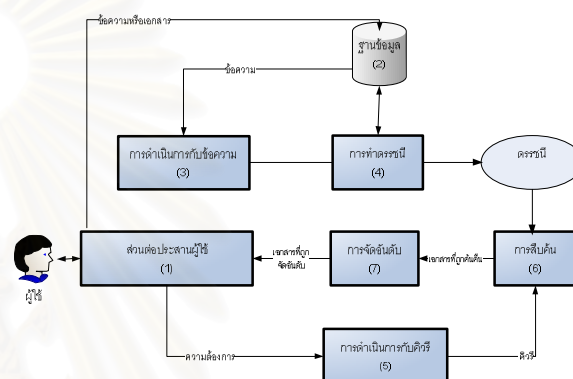 ข้อความหรือเอกสาร
ฐานข้อมูล
(2)
ข้อความ
การดำเนินการกับข้อความ
(3)
การทำดรรชนี
(4)
ดรรชนี
ส่วนต่อประสานผู้ใช้
(1)
เอกสารที่ถูก
จัดอันดับ
การจัดอันดับ
(7)
เอกสารที่ถูกค้นคืน
การสืบค้น
(6)
ผู้ใช้
ความต้องการ
การดำเนินการกับคิวรี
(5)
คิวรี